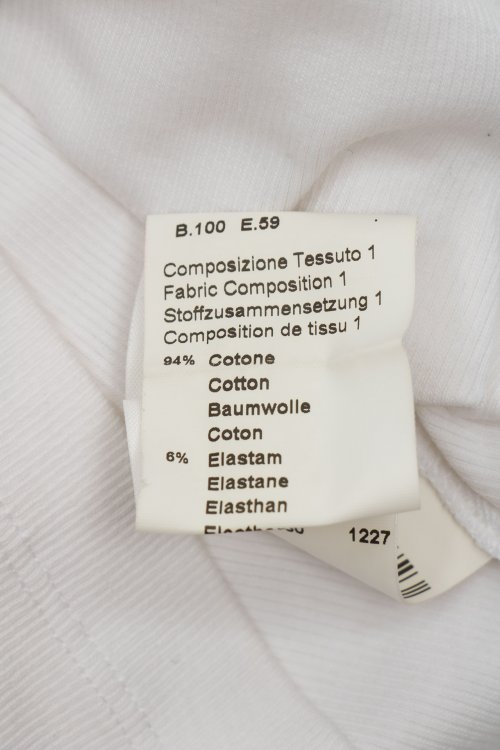 B.100 E.59
Composizione Tessuto 1
Fabric Composition 1
Stoffzusammensetzung 1
Composition de tissu 1
94% Cotone
Cotton
Baumwolle
Coton
6% Elastam
Elastane
Elasthan
1227